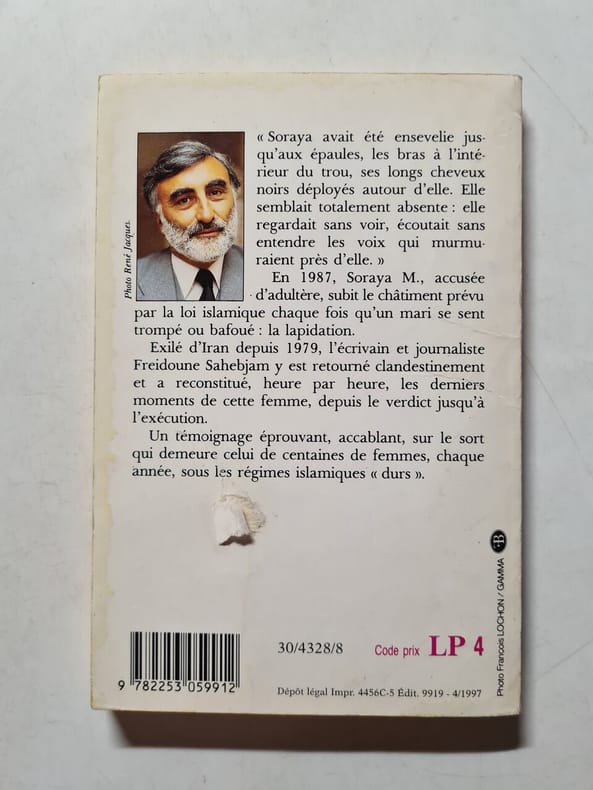 « Soraya avait été ensevelie jus-
qu'aux épaules, les bras à l'inté-
rieur du trou, ses longs cheveux
noirs déployés autour d'elle. Elle
semblait totalement absente : elle
regardait sans voir, écoutait sans
entendre les voix qui murmu-
raient près d'elle. »
En 1987, Soraya M., accusée
d'adultère, subit le châtiment prévu
par la loi islamique chaque fois qu'un mari se sent
trompé ou bafoué : la lapidation.
Exilé d'Iran depuis 1979, l'écrivain et journaliste
Freidoune Sahebjam y est retourné clandestinement
et a reconstitué, heure par heure, les derniers
moments de cette femme, depuis le verdict jusqu'à
l'exécution.
Un témoignage éprouvant, accablant, sur le sort
qui demeure celui de centaines de femmes, chaque
année, sous les régimes islamiques « durs ».
Photo René Jacques.
B
Photo François LOCHON / GAMMA
30/4328/8
Code prix LP 4
9 782253 059912
Dépôt légal Impr. 4456C-5 Édit. 9919 - 4/1997